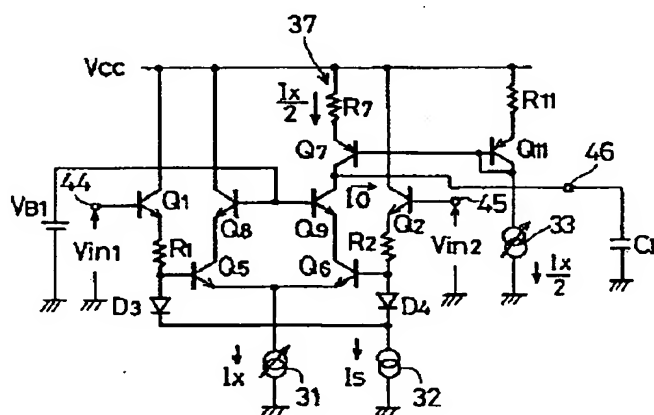 37
Vcc
Ix/2
R7
R11
Q7
Q11
46
44
Q1
IO
Q2
45
VB1
Vin1
R1
Q8
Q9
R2
Vin2
33
C1
Q5
Q6
Ix/2
D3
D4
Ix
31
Is
32